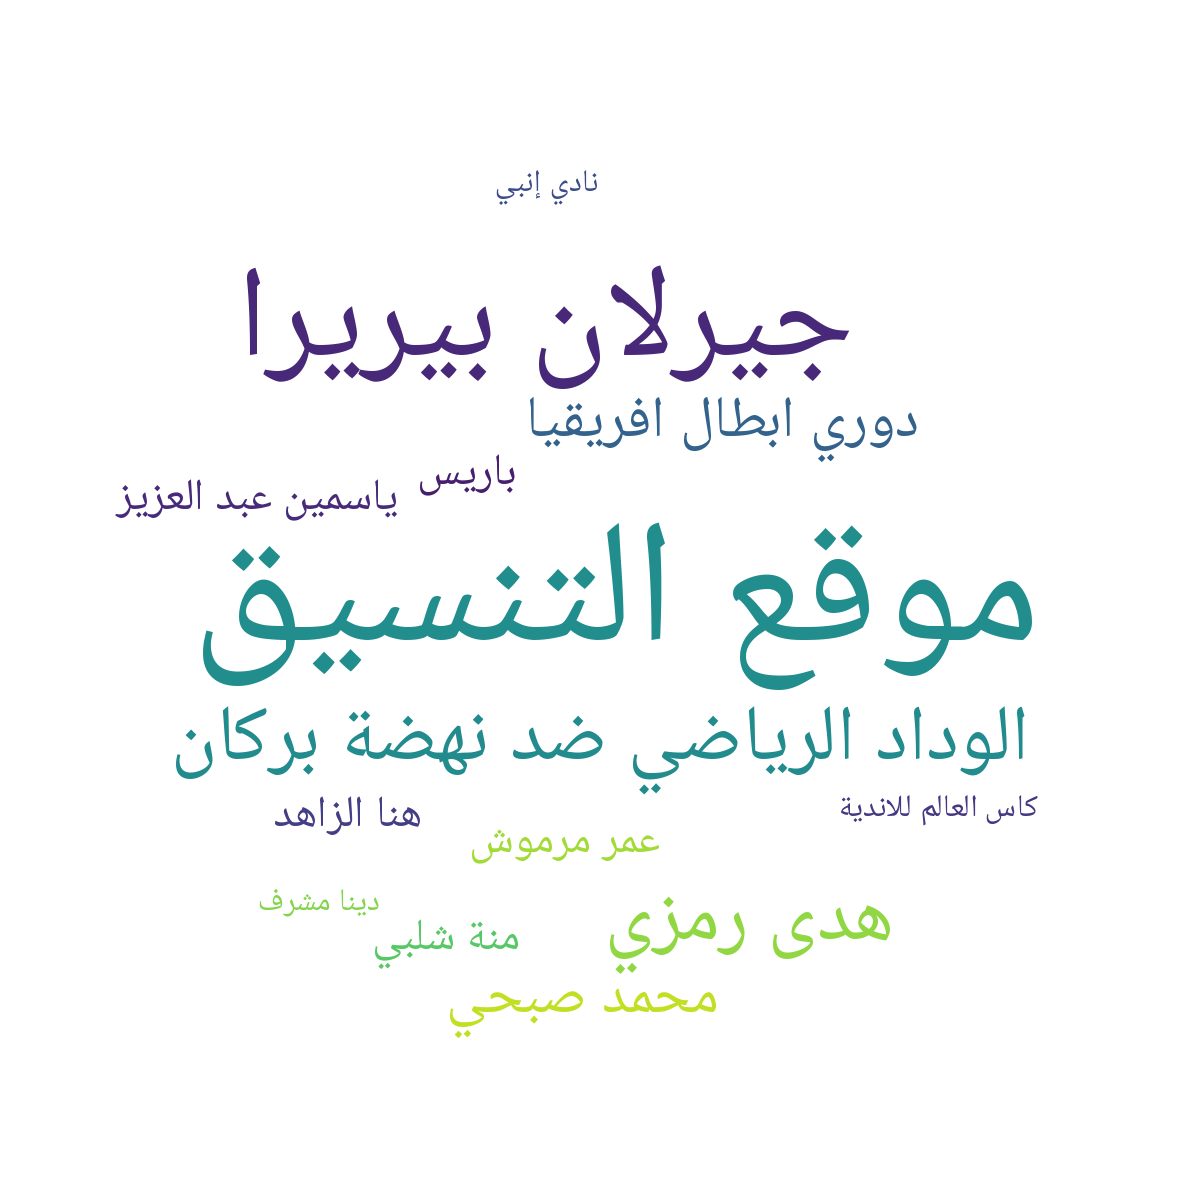 نادي إنبي
جيرلان بيريرا
دوري ابطال افريقيا
باريس
ياسمين عبد العزيز
موقع التنسيق
الوداد الرياضي ضد نهضة بركان
كاس العالم للاندية
هنا الزاهد
عمر مرموش
دينا مشرف
هدى رمزي
منة شلبي
محمد صبحي